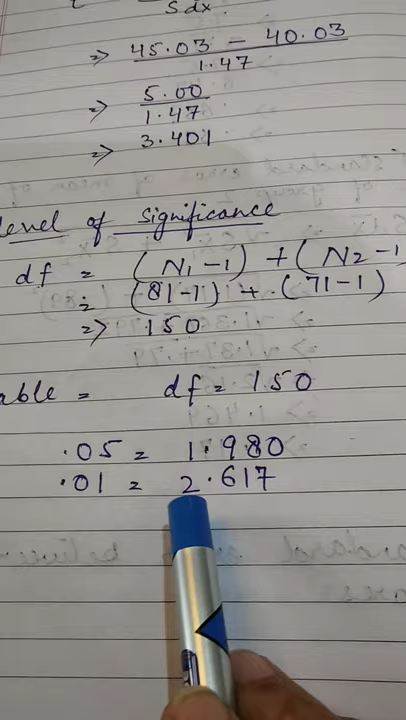 Sdx.
=> 45.03 - 40.03
1.47
=> 5.00
1.47
=> 3.401
level of Significance
df = (N1-1) + (N2-1
= (81-1) + (71-1)
=> 150
able = df = 150
.05 = 1.980
.01 = 2.617